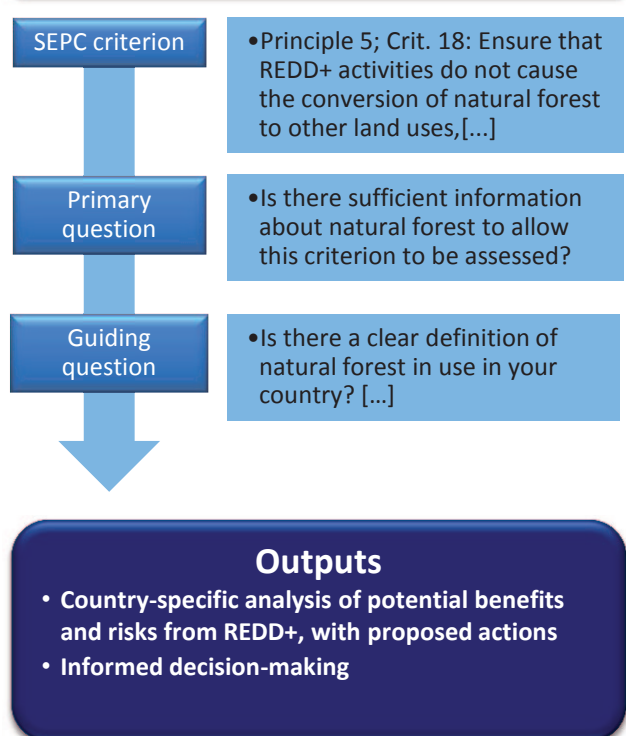 SEPC criterion
•Principle 5; Crit. 18: Ensure that
REDD+ activities do not cause
the conversion of natural forest
to other land uses,[...]
Primary
question
•Is there sufficient information
about natural forest to allow
this criterion to be assessed?
Guiding
question
•Is there a clear definition of
natural forest in use in your
country? […]
Outputs
• Country-specific analysis of potential benefits
and risks from REDD+, with proposed actions
• Informed decision-making